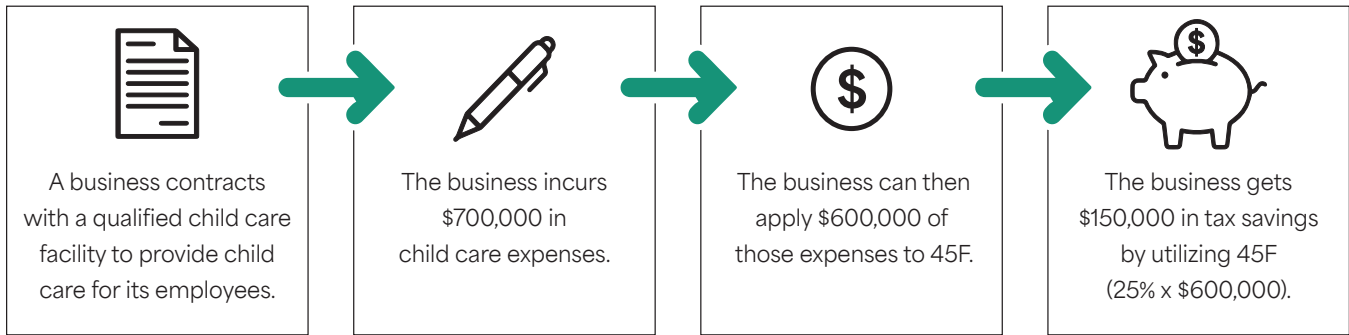 A business contracts
with a qualified child care
facility to provide child
care for its employees.
The business incurs
$700,000 in
child care expenses.
$
The business can then
apply $600,000 of
those expenses to 45F.
$
The business gets
$150,000 in tax savings
by utilizing 45F
(25% x $600,000).